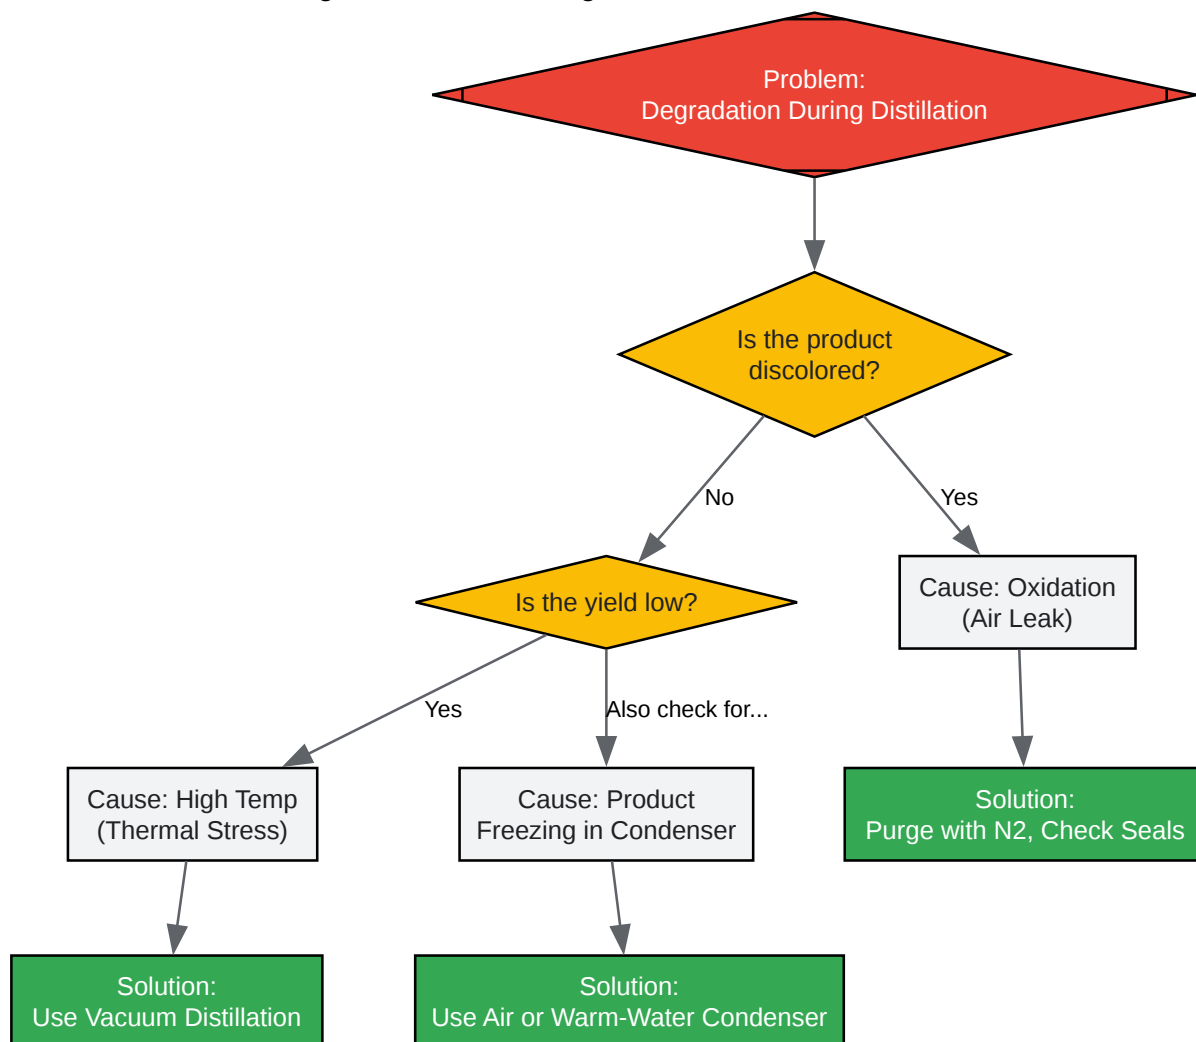 Problem:
Degradation During Distillation
Is the product
discolored?
No
Yes
Is the yield low?
Cause: Oxidation
(Air Leak)
Yes
Also check for...
Cause: High Temp
(Thermal Stress)
Cause: Product
Freezing in Condenser
Solution:
Purge with N2, Check Seals
Solution:
Use Vacuum Distillation
Solution:
Use Air or Warm-Water Condenser